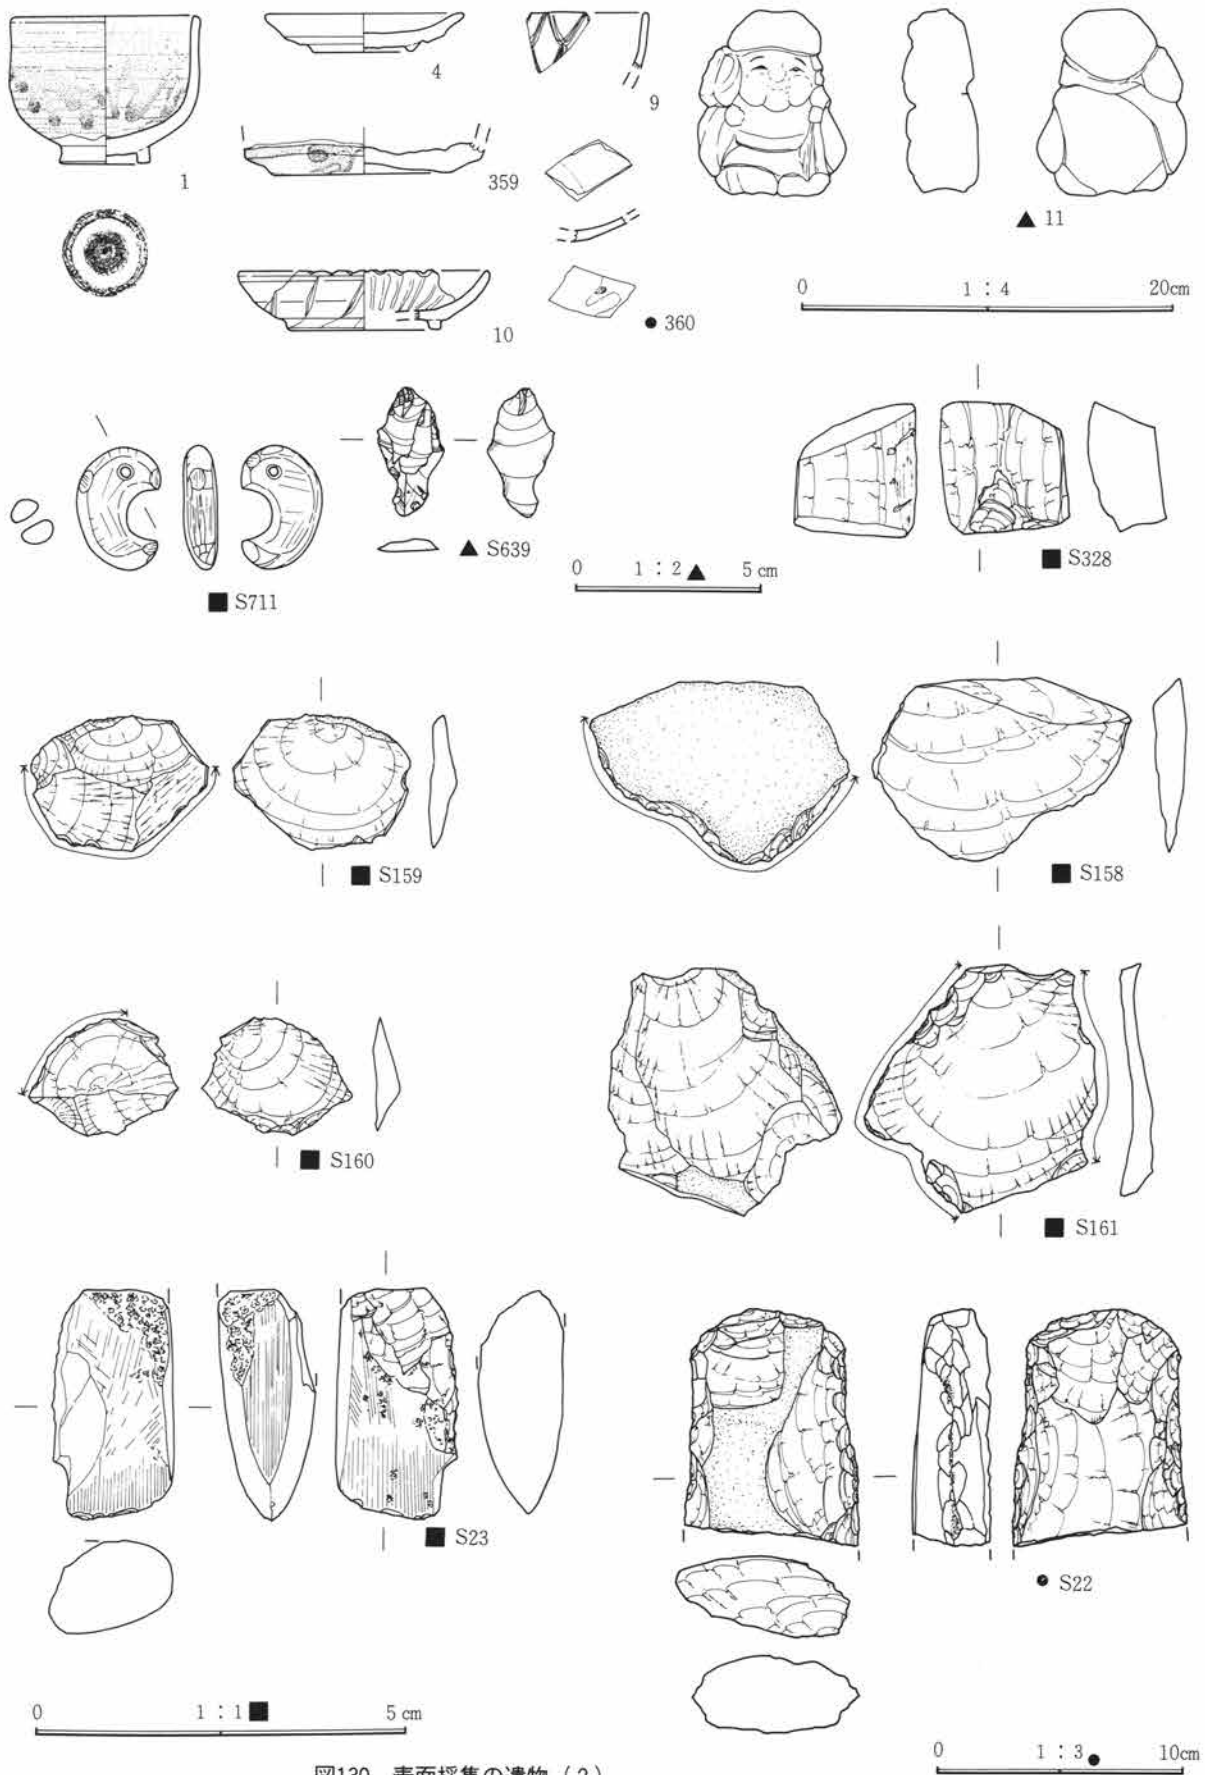 1
4
9
359
10
● 360
▲ 11
0 1 : 4 20cm
■ S711
▲ S639
0 1 : 2 ▲ 5 cm
■ S328
■ S159
■ S158
■ S160
■ S161
■ S23
● S22
0 1 : 1 ■ 5 cm
0 1 : 3 ● 10cm
図130 表面採集の遺物（2）